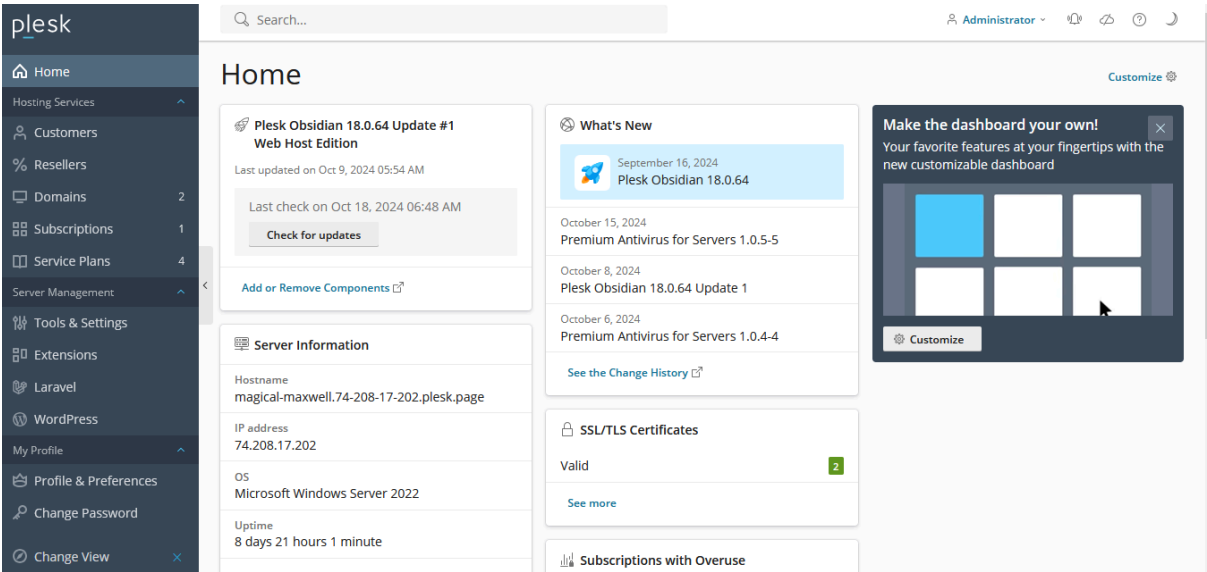 plesk
Search...
Administrator
Home
Hosting Services
Customers
Resellers
Domains 2
Subscriptions 1
Service Plans 4
Server Management
Tools & Settings
Extensions
Laravel
WordPress
My Profile
Profile & Preferences
Change Password
Change View
Home
Customize
Plesk Obsidian 18.0.64 Update #1
Web Host Edition
Last updated on Oct 9, 2024 05:54 AM
Last check on Oct 18, 2024 06:48 AM
Check for updates
Add or Remove Components
Server Information
Hostname
magical-maxwell.74-208-17-202.plesk.page
IP address
74.208.17.202
OS
Microsoft Windows Server 2022
Uptime
8 days 21 hours 1 minute
What's New
September 16, 2024
Plesk Obsidian 18.0.64
October 15, 2024
Premium Antivirus for Servers 1.0.5-5
October 8, 2024
Plesk Obsidian 18.0.64 Update 1
October 6, 2024
Premium Antivirus for Servers 1.0.4-4
See the Change History
SSL/TLS Certificates
Valid 2
See more
Subscriptions with Overuse
Make the dashboard your own!
Your favorite features at your fingertips with the
new customizable dashboard
Customize